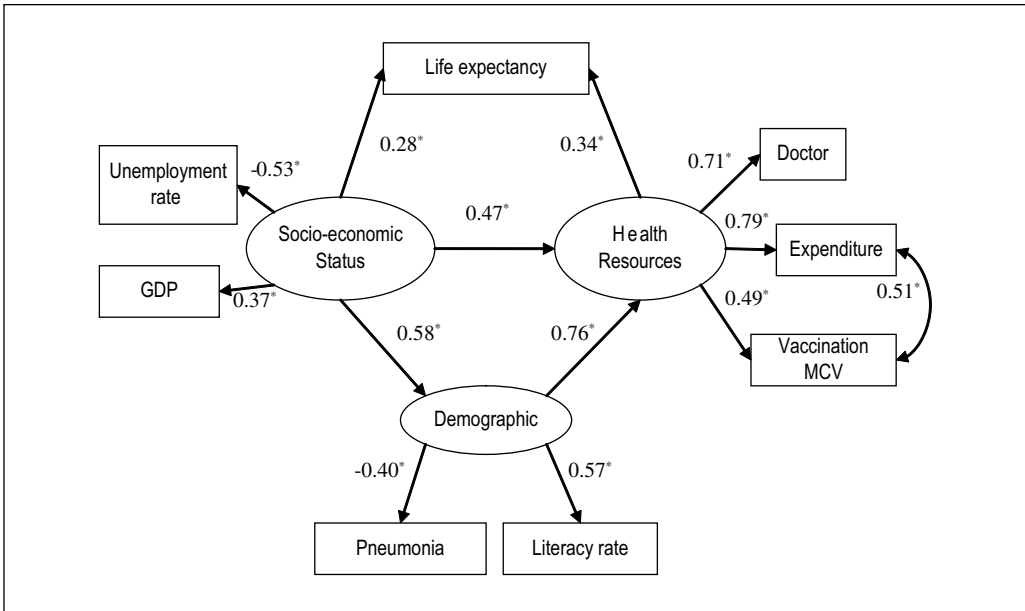 Life expectancy
0.28*
0.34*
Unemployment
rate
-0.53*
0.71*
Doctor
Socio-economic
Status
0.47*
Health
Resources
0.79*
Expenditure
GDP
0.37*
0.49*
0.51*
0.58*
0.76*
Vaccination
MCV
Demographic
-0.40*
0.57*
Pneumonia
Literacy rate